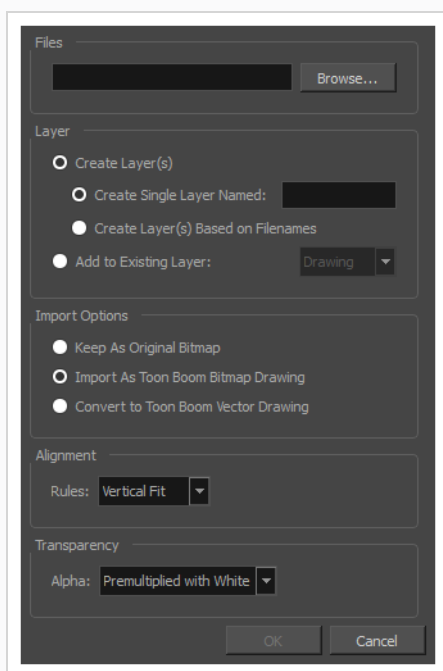 Files
Browse...
Layer
Create Layer(s)
Create Single Layer Named:
Create Layer(s) Based on Filenames
Add to Existing Layer: Drawing
Import Options
Keep As Original Bitmap
Import As Toon Boom Bitmap Drawing
Convert to Toon Boom Vector Drawing
Alignment
Rules: Vertical Fit
Transparency
Alpha: Premultiplied with White
OK Cancel